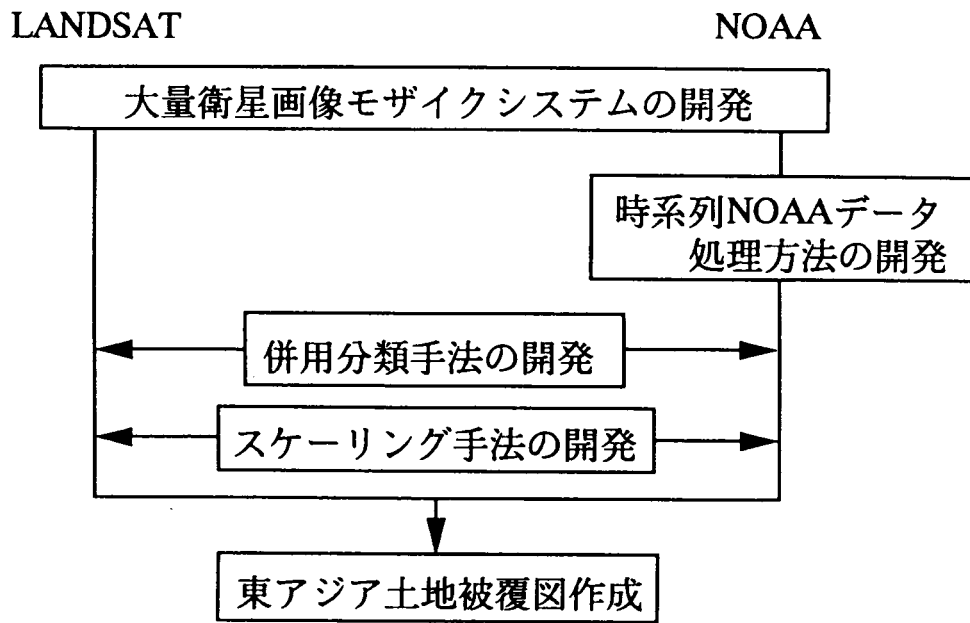 LANDSAT
NOAA
大量衛星画像モザイクシステムの開発
時系列NOAAデータ
処理方法の開発
併用分類手法の開発
スケーリング手法の開発
東アジア土地被覆図作成